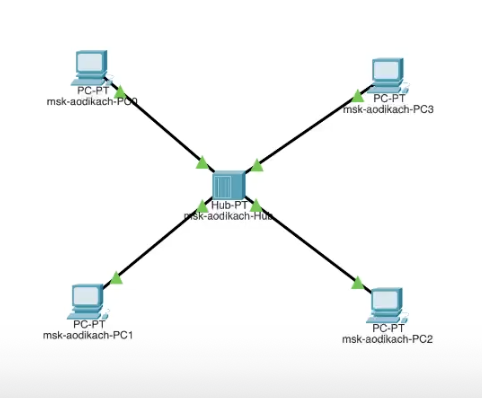 PC-PT
msk-aodikach-PC0
PC-PT
msk-aodikach-PC3
Hub-PT
msk-aodikach-Hub
PC-PT
msk-aodikach-PC1
PC-PT
msk-aodikach-PC2